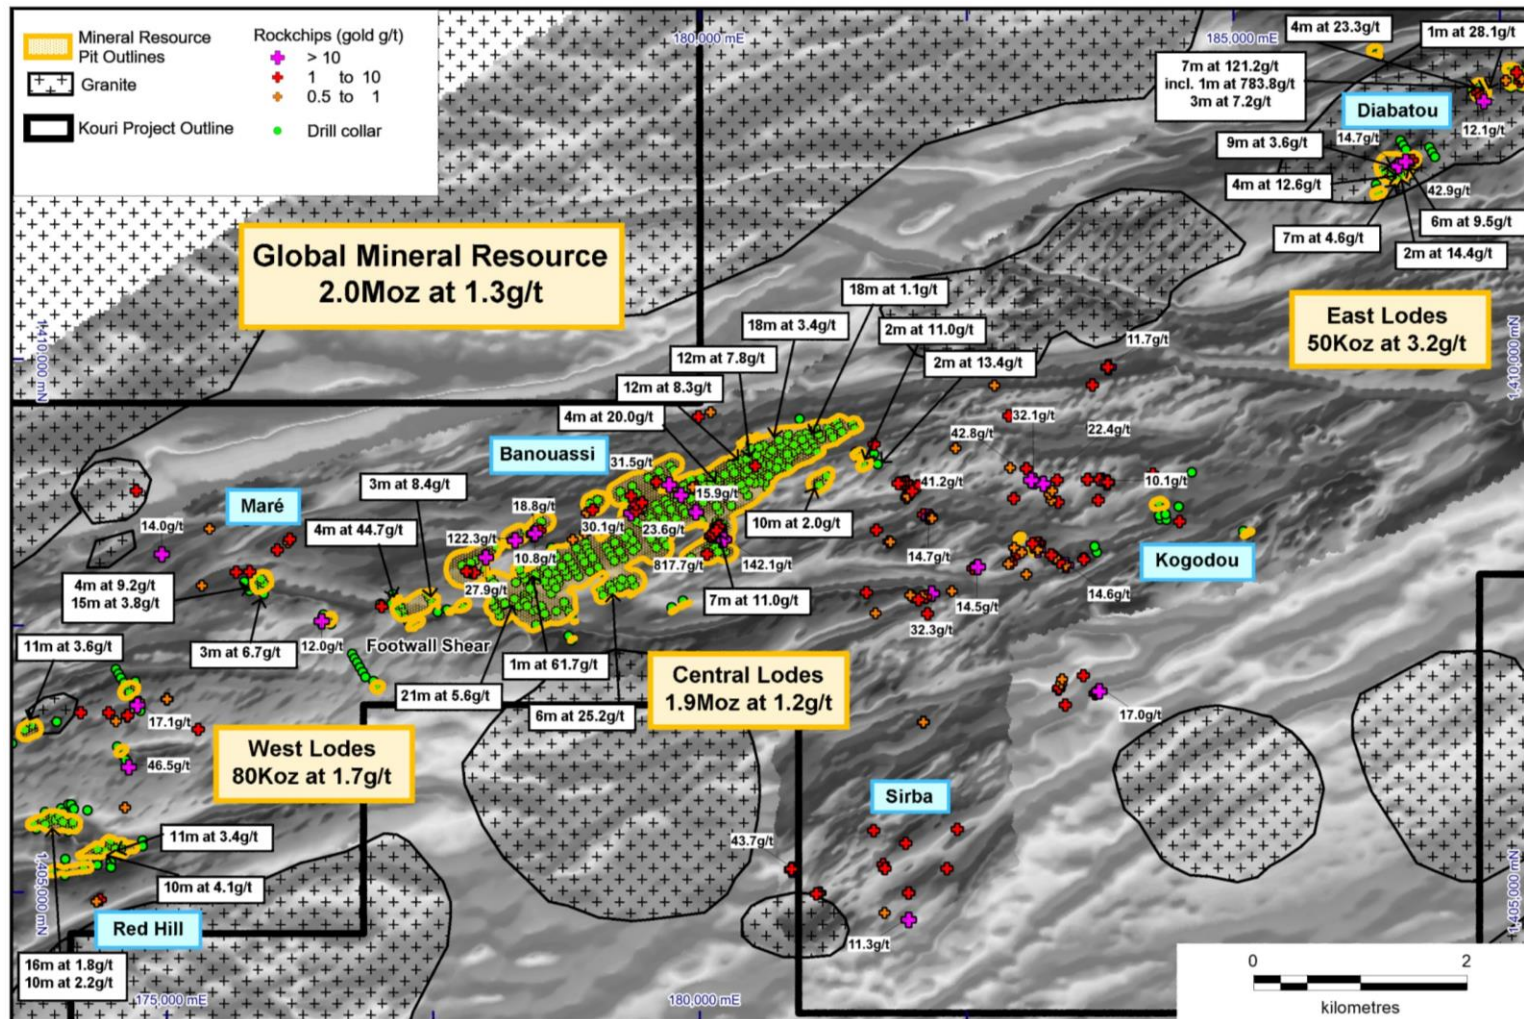 Mineral Resource
Pit Outlines
Granite
Kouri Project Outline
Rockchips (gold g/t)
> 10
1 to 10
0.5 to 1
Drill collar
180,000 mE
185,000 mE
4m at 23.3g/t
1m at 28.1g/t
7m at 121.2g/t
incl. 1m at 783.8g/t
3m at 7.2g/t
Diabatou
14.7g/t
12.1g/t
9m at 3.6g/t
4m at 12.6g/t
42.9g/t
6m at 9.5g/t
7m at 4.6g/t
2m at 14.4g/t
Global Mineral Resource
2.0Moz at 1.3g/t
East Lodes
50Koz at 3.2g/t
1,410,000 mN
1,410,000 mN
18m at 1.1g/t
18m at 3.4g/t
2m at 11.0g/t
12m at 7.8g/t
2m at 13.4g/t
12m at 8.3g/t
4m at 20.0g/t
11.7g/t
32.1g/t
42.8g/t
22.4g/t
Banouassi
31.5g/t
3m at 8.4g/t
15.9g/t
41.2g/t
10.1g/t
Maré
18.8g/t
10m at 2.0g/t
14.0g/t
4m at 44.7g/t
30.1g/t
23.6g/t
122.3g/t
10.8g/t
817.7g/t
142.1g/t
14.7g/t
Kogodou
4m at 9.2g/t
15m at 3.8g/t
27.9g/t
7m at 11.0g/t
14.5g/t
14.6g/t
32.3g/t
11m at 3.6g/t
3m at 6.7g/t
12.0g/t
Footwall Shear
1m at 61.7g/t
21m at 5.6g/t
6m at 25.2g/t
Central Lodes
1.9Moz at 1.2g/t
17.1g/t
17.0g/t
West Lodes
80Koz at 1.7g/t
46.5g/t
Sirba
11m at 3.4g/t
43.7g/t
10m at 4.1g/t
1,405,000 mN
1,405,000 mN
Red Hill
11.3g/t
16m at 1.8g/t
10m at 2.2g/t
175,000 mE
180,000 mE
0 2
kilometres